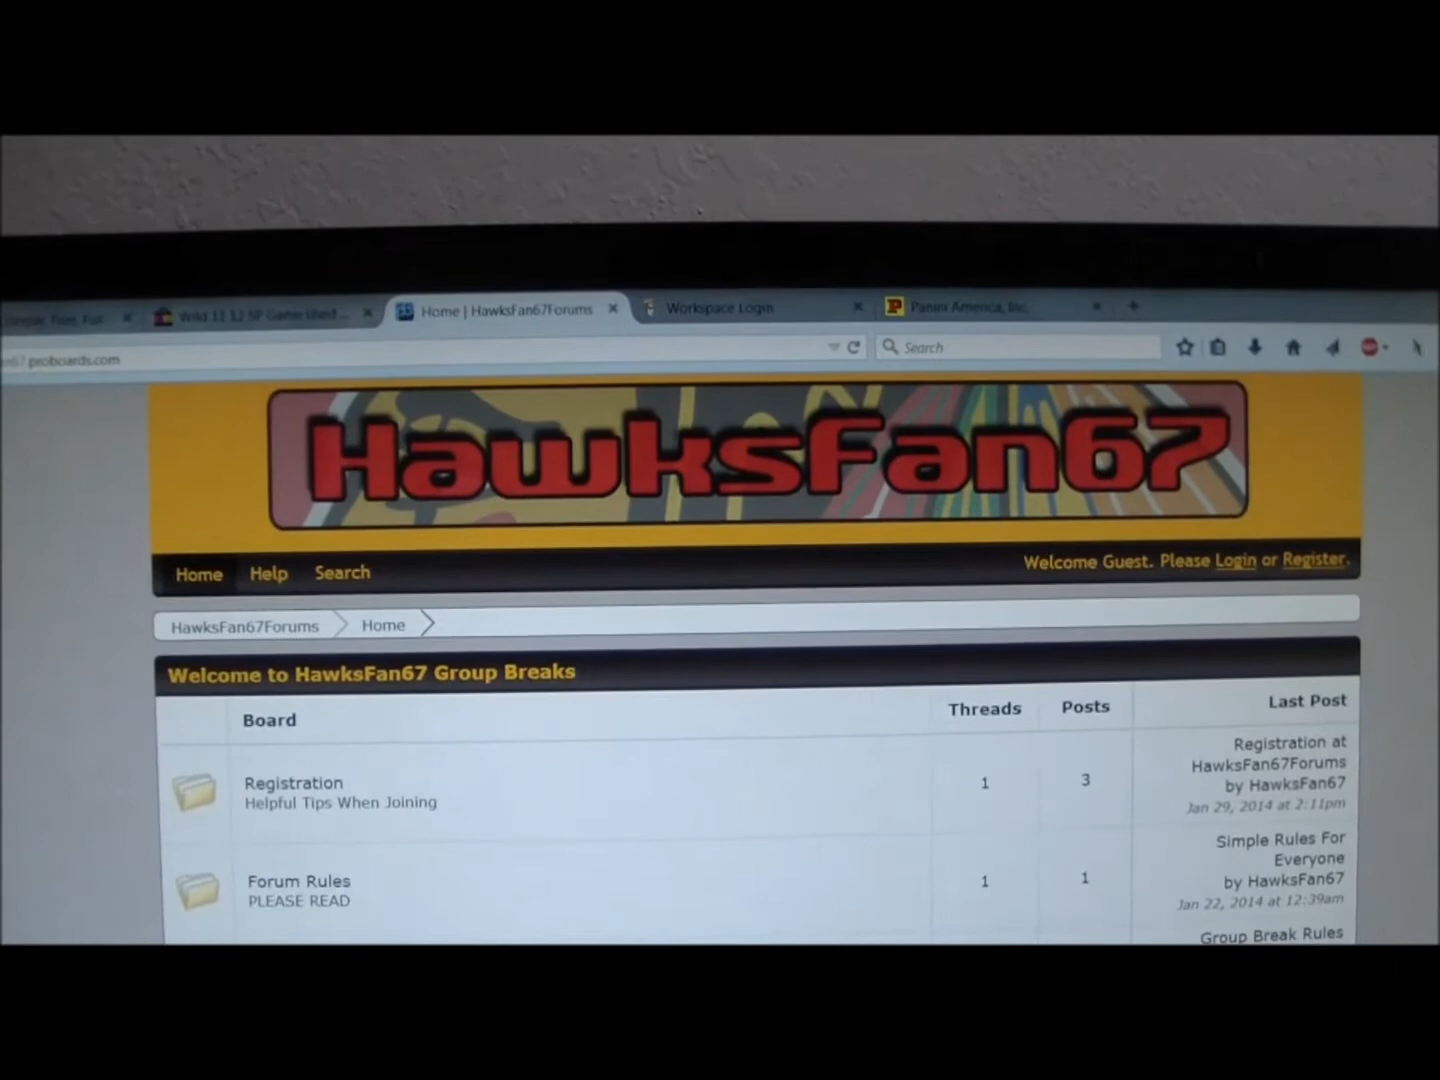 Wild 11 12 SP Game Used ...
Home | HawksFan67Forums
Workspace Login
Panini America, Inc.
67.proboards.com
Search
HawksFan67
Home Help Search
Welcome Guest. Please Login or Register.
HawksFan67Forums Home
Welcome to HawksFan67 Group Breaks
Board Threads Posts Last Post
Registration
Helpful Tips When Joining
1 3
Registration at
HawksFan67Forums
by HawksFan67
Jan 29, 2014 at 2:11pm
Forum Rules
PLEASE READ
1 1
Simple Rules For
Everyone
by HawksFan67
Jan 22, 2014 at 12:39am
Group Break Rules